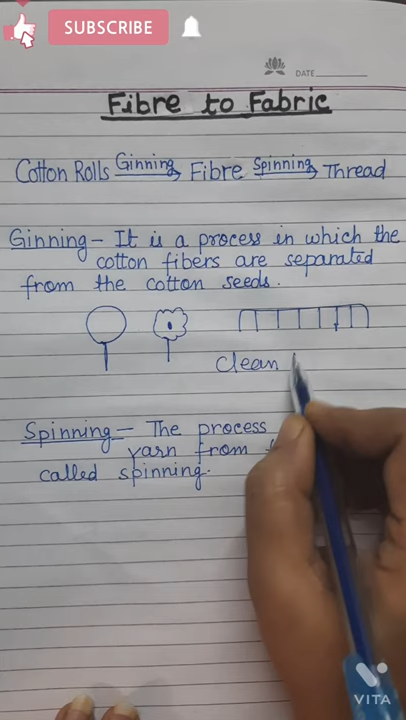 SUBSCRIBE
DATE
Fibre to Fabric
Cotton Rolls Ginning Fibre Spinning Thread
Ginning - It is a process in which the
cotton fibers are separated
from the cotton seeds.
Clean
Spinning - The process
yarn from
called spinning.
VITA